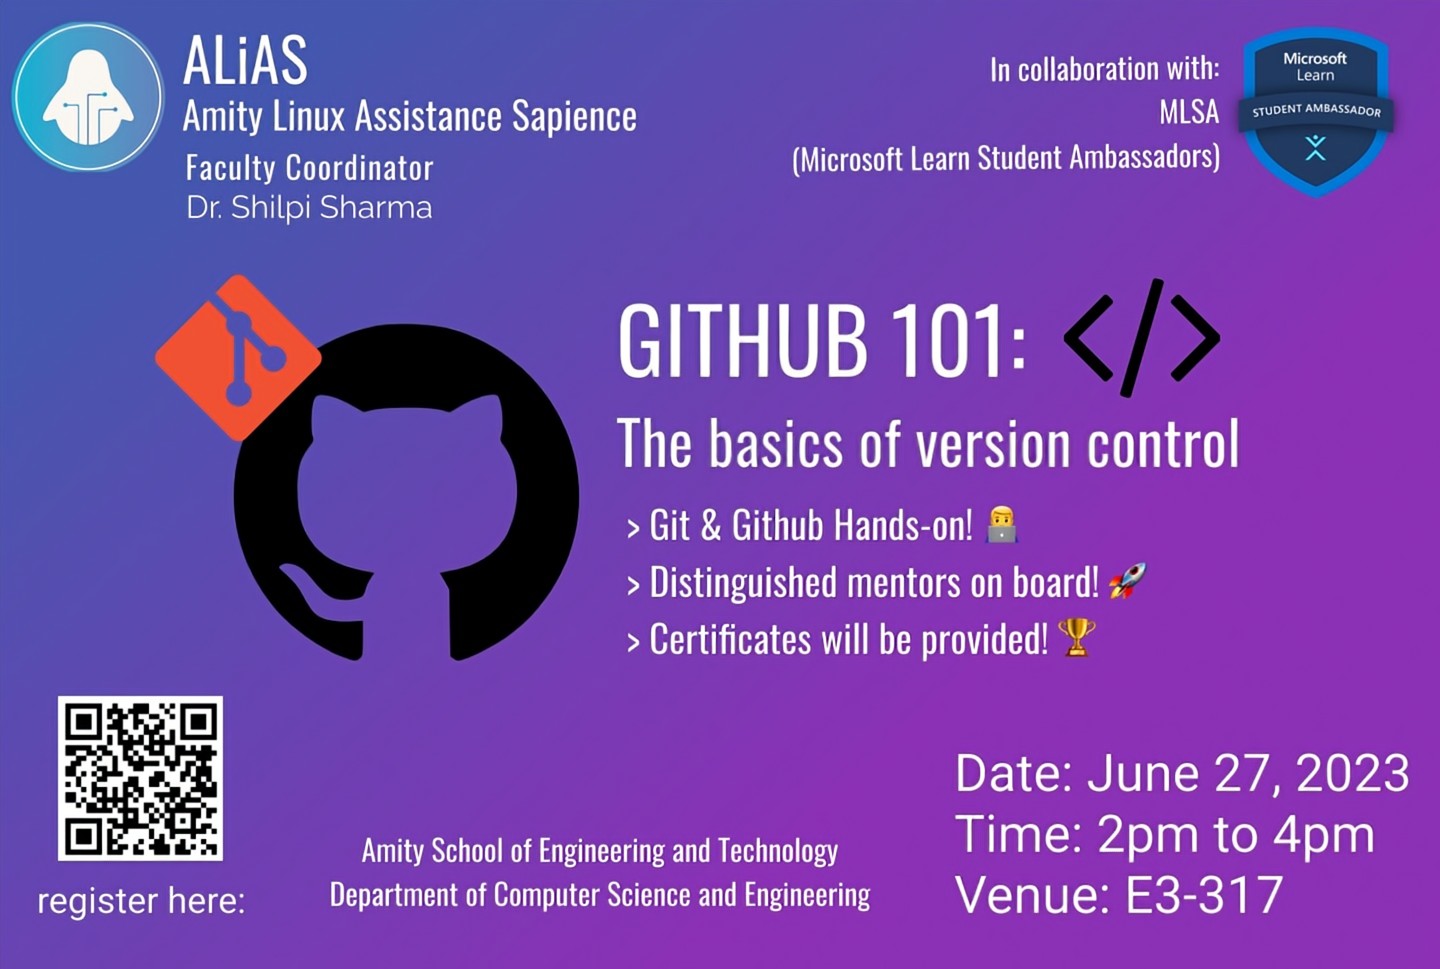 ALiAS
Amity Linux Assistance Sapience
Faculty Coordinator
Dr. Shilpi Sharma
In collaboration with:
MLSA
(Microsoft Learn Student Ambassadors)
Microsoft
Learn
STUDENT AMBASSADOR
GITHUB 101: </>
The basics of version control
> Git & Github Hands-on! 👨‍💻
> Distinguished mentors on board! 🚀
> Certificates will be provided! 🏆
register here:
Amity School of Engineering and Technology
Department of Computer Science and Engineering
Date: June 27, 2023
Time: 2pm to 4pm
Venue: E3-317